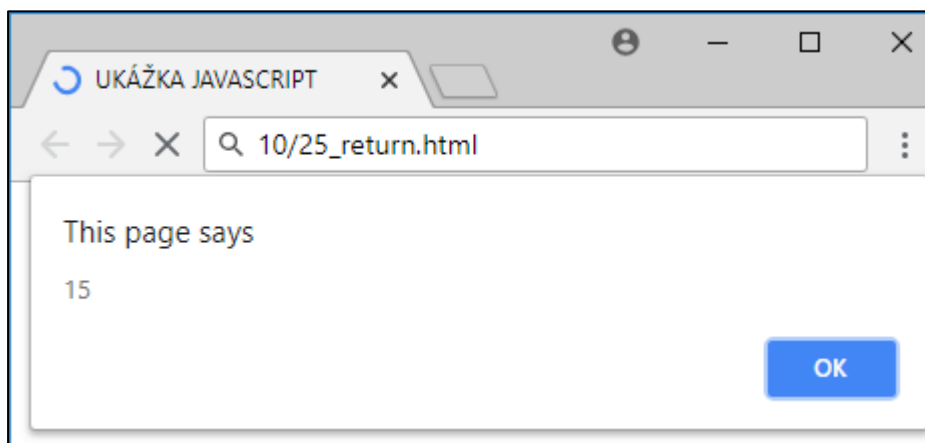 UKÁŽKA JAVASCRIPT
10/25_return.html
This page says
15
OK